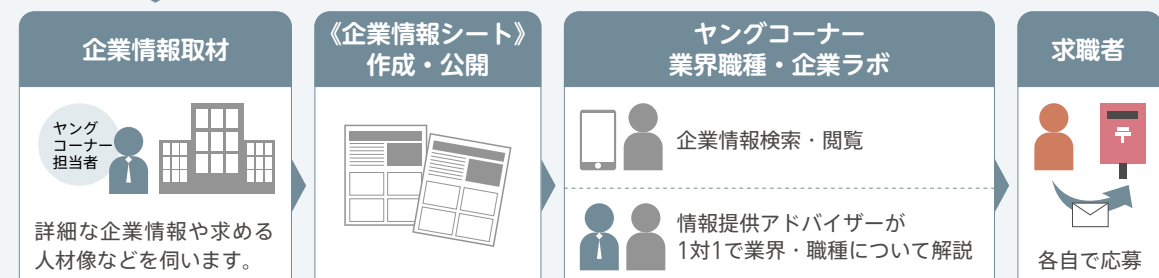 企業情報取材
ヤング
コーナー
担当者
詳細な企業情報や求める
人材像などを伺います。
《企業情報シート》
作成・公開
ヤングコーナー
業界職種・企業ラボ
企業情報検索・閲覧
情報提供アドバイザーが
1対1で業界・職種について解説
求職者
〒
各自で応募